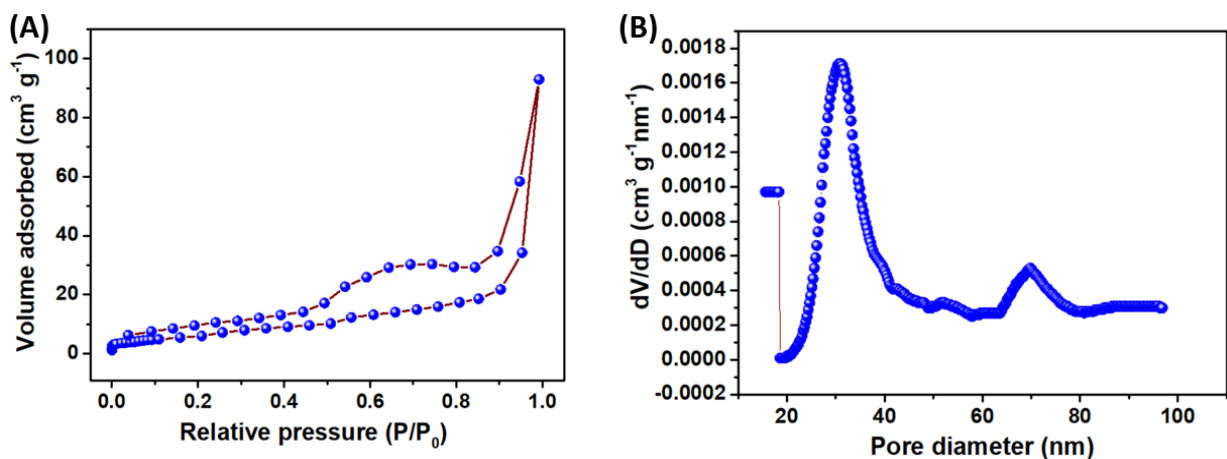 (A)
Volume adsorbed (cm³ g⁻¹)
100
80
60
40
20
0
0.0 0.2 0.4 0.6 0.8 1.0
Relative pressure (P/P₀)
(B)
dV/dD (cm³ g⁻¹nm⁻¹)
0.0018
0.0016
0.0014
0.0012
0.0010
0.0008
0.0006
0.0004
0.0002
0.0000
-0.0002
20 40 60 80 100
Pore diameter (nm)